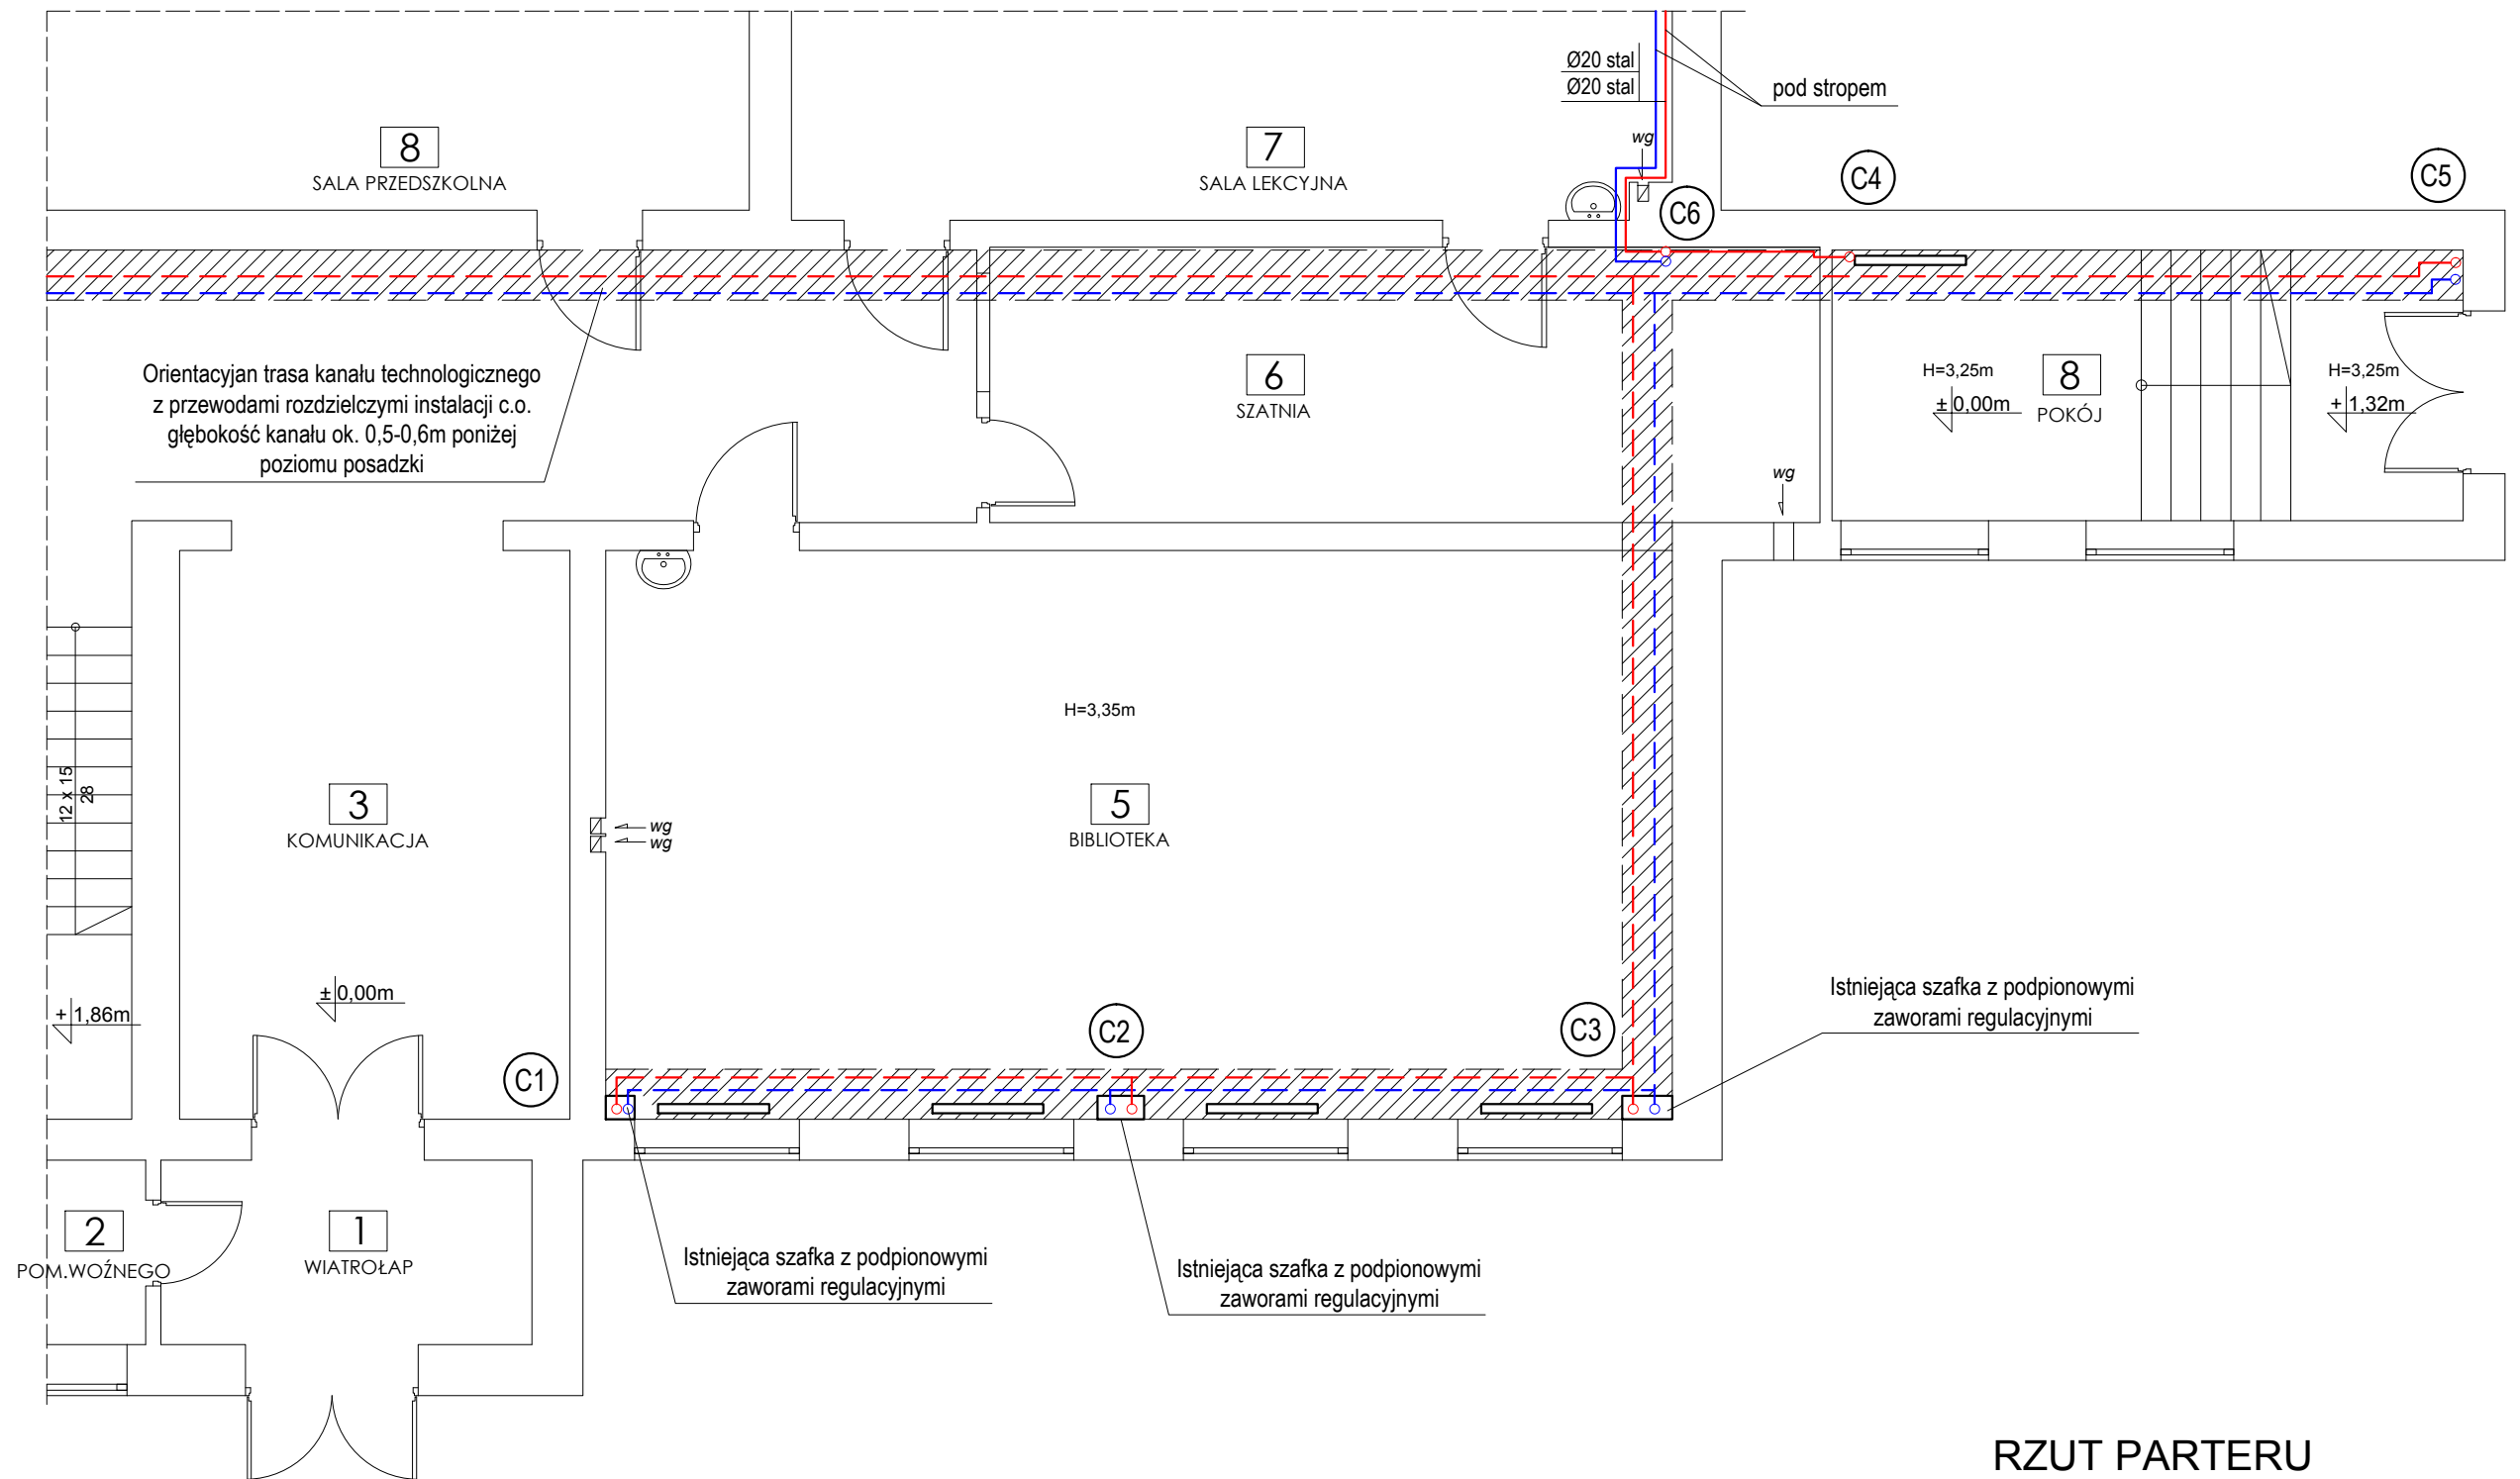 Ø20 stal
Ø20 stal
pod stropem
wg
8
SALA PRZEDSZKOLNA
7
SALA LEKCYJNA
C6
C4
C5
Orientacyjan trasa kanału technologicznego
z przewodami rozdzielczymi instalacji c.o.
głębokość kanału ok. 0,5-0,6m poniżej
poziomu posadzki
6
SZATNIA
H=3,25m
± 0,00m
8
POKÓJ
H=3,25m
+ 1,32m
wg
H=3,35m
12 x 15
28
3
KOMUNIKACJA
wg
wg
5
BIBLIOTEKA
± 0,00m
+ 1,86m
C1
C2
C3
Istniejąca szafka z podpionowymi
zaworami regulacyjnymi
2
POM.WOŹNEGO
1
WIATROŁAP
Istniejąca szafka z podpionowymi
zaworami regulacyjnymi
Istniejąca szafka z podpionowymi
zaworami regulacyjnymi
RZUT PARTERU